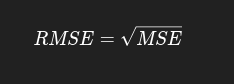 RMSE = √MSE